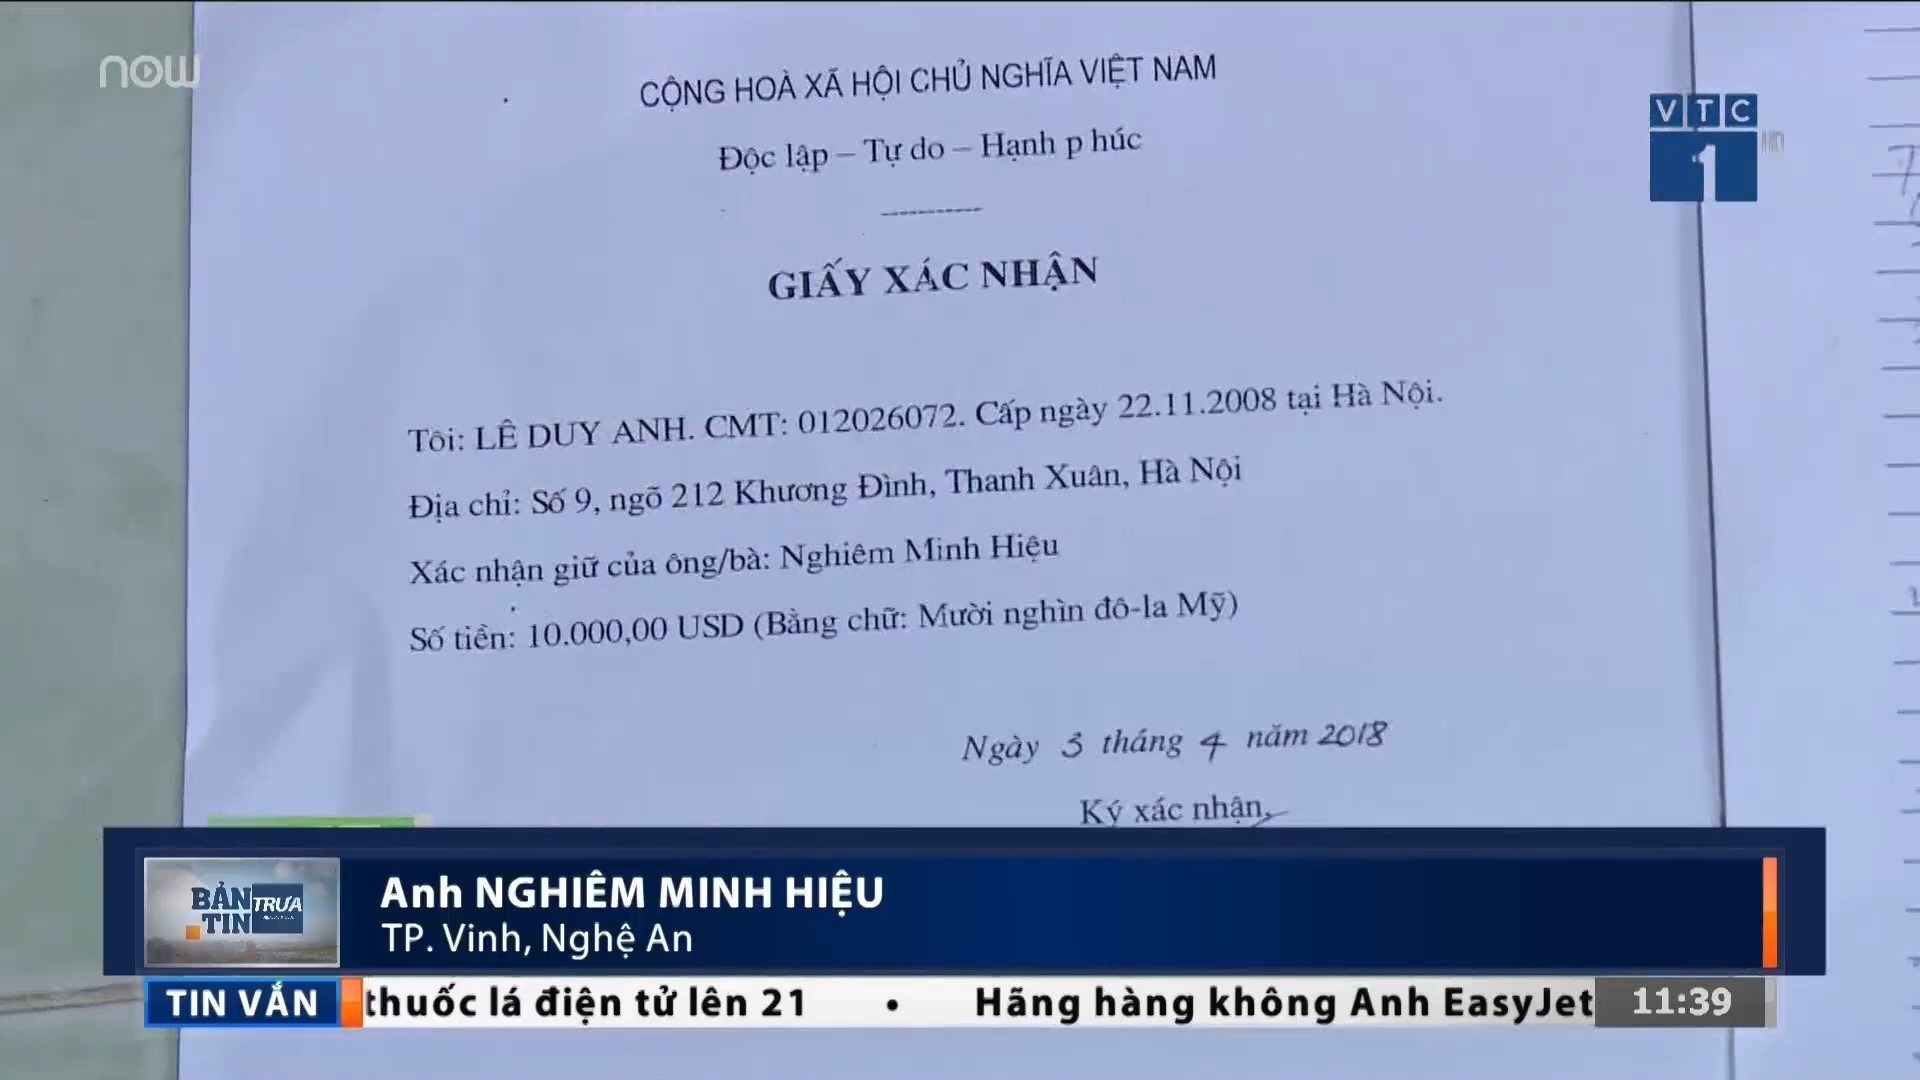 now
VTC
1
CỘNG HOÀ XÃ HỘI CHỦ NGHĨA VIỆT NAM
Độc lập – Tự do – Hạnh p húc
GIẤY XÁC NHẬN
Tôi: LÊ DUY ANH. CMT: 012026072. Cấp ngày 22.11.2008 tại Hà Nội.
Địa chỉ: Số 9, ngõ 212 Khương Đình, Thanh Xuân, Hà Nội
Xác nhận giữ của ông/bà: Nghiêm Minh Hiệu
Số tiền: 10.000,00 USD (Bằng chữ: Mười nghìn đô-la Mỹ)
Ngày 3 tháng 4 năm 2018
Ký xác nhận
BẢN TIN TRƯA
Anh NGHIÊM MINH HIỆU
TP. Vinh, Nghệ An
TIN VẮN thuốc lá điện tử lên 21 • Hãng hàng không Anh EasyJet 11:39